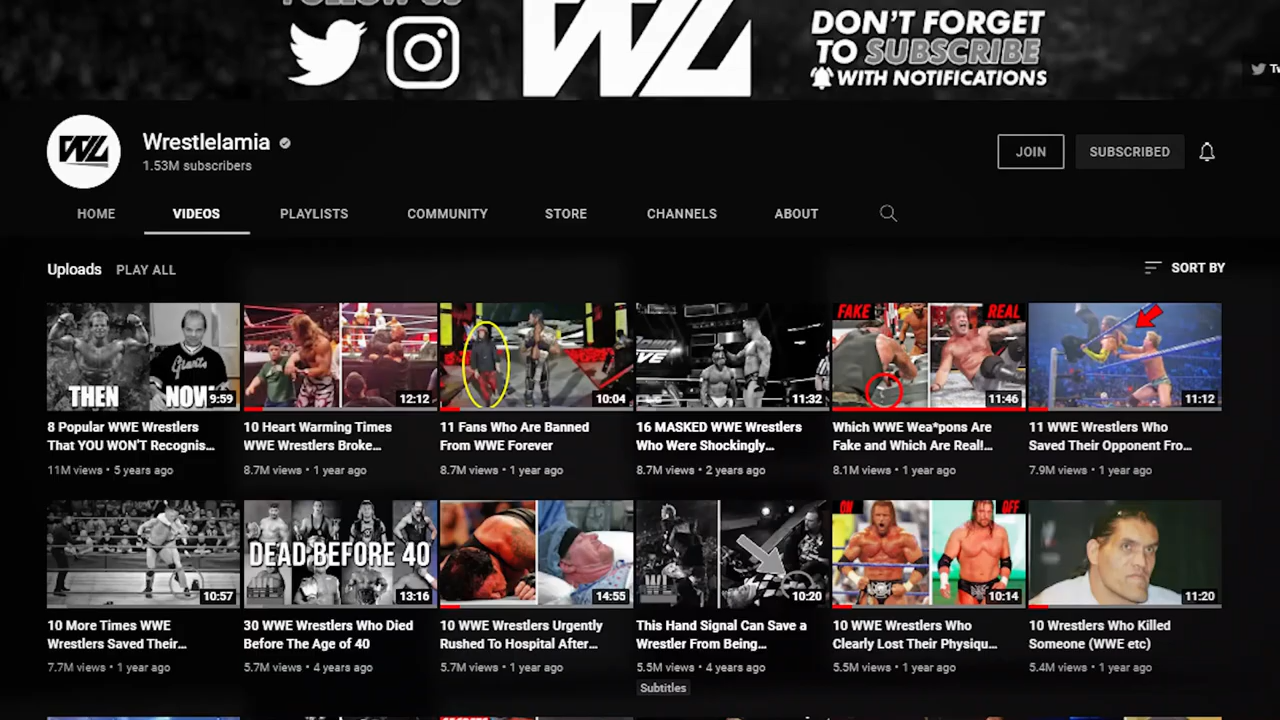 FOLLOW US
WL
DON'T FORGET
TO SUBSCRIBE
WITH NOTIFICATIONS
Tw
WL
Wrestlelamia
1.53M subscribers
JOIN
SUBSCRIBED
HOME
VIDEOS
PLAYLISTS
COMMUNITY
STORE
CHANNELS
ABOUT
Uploads
PLAY ALL
SORT BY
THEN
NOW
Giants
9:59
12:12
10:04
11:32
FAKE
REAL
11:46
11:12
8 Popular WWE Wrestlers
That YOU WON'T Recognis...
11M views • 5 years ago
10 Heart Warming Times
WWE Wrestlers Broke...
8.7M views • 1 year ago
11 Fans Who Are Banned
From WWE Forever
8.7M views • 1 year ago
16 MASKED WWE Wrestlers
Who Were Shockingly...
8.7M views • 2 years ago
Which WWE Wea*pons Are
Fake and Which Are Real!...
8.1M views • 1 year ago
11 WWE Wrestlers Who
Saved Their Opponent Fro...
7.9M views • 1 year ago
10:57
DEAD BEFORE 40
13:16
14:55
10:20
ON
OFF
10:14
11:20
10 More Times WWE
Wrestlers Saved Their...
7.7M views • 1 year ago
30 WWE Wrestlers Who Died
Before The Age of 40
5.7M views • 4 years ago
10 WWE Wrestlers Urgently
Rushed To Hospital After...
5.7M views • 1 year ago
This Hand Signal Can Save a
Wrestler From Being...
5.5M views • 4 years ago
Subtitles
10 WWE Wrestlers Who
Clearly Lost Their Physiqu...
5.5M views • 1 year ago
10 Wrestlers Who Killed
Someone (WWE etc)
5.4M views • 1 year ago